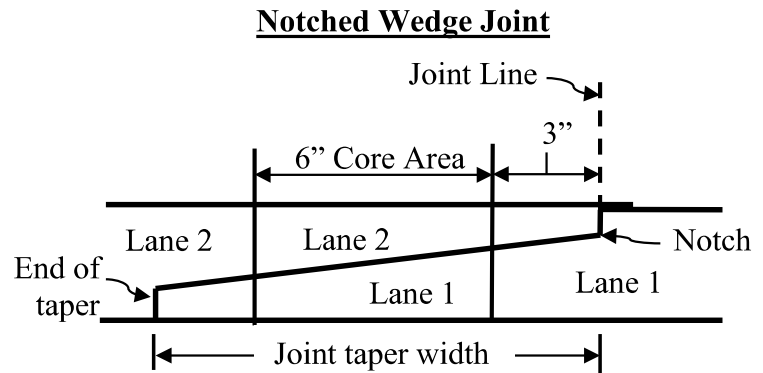 Notched Wedge Joint
Joint Line
3”
6” Core Area
Lane 2
Lane 2
Notch
End of
taper
Lane 1
Lane 1
Joint taper width